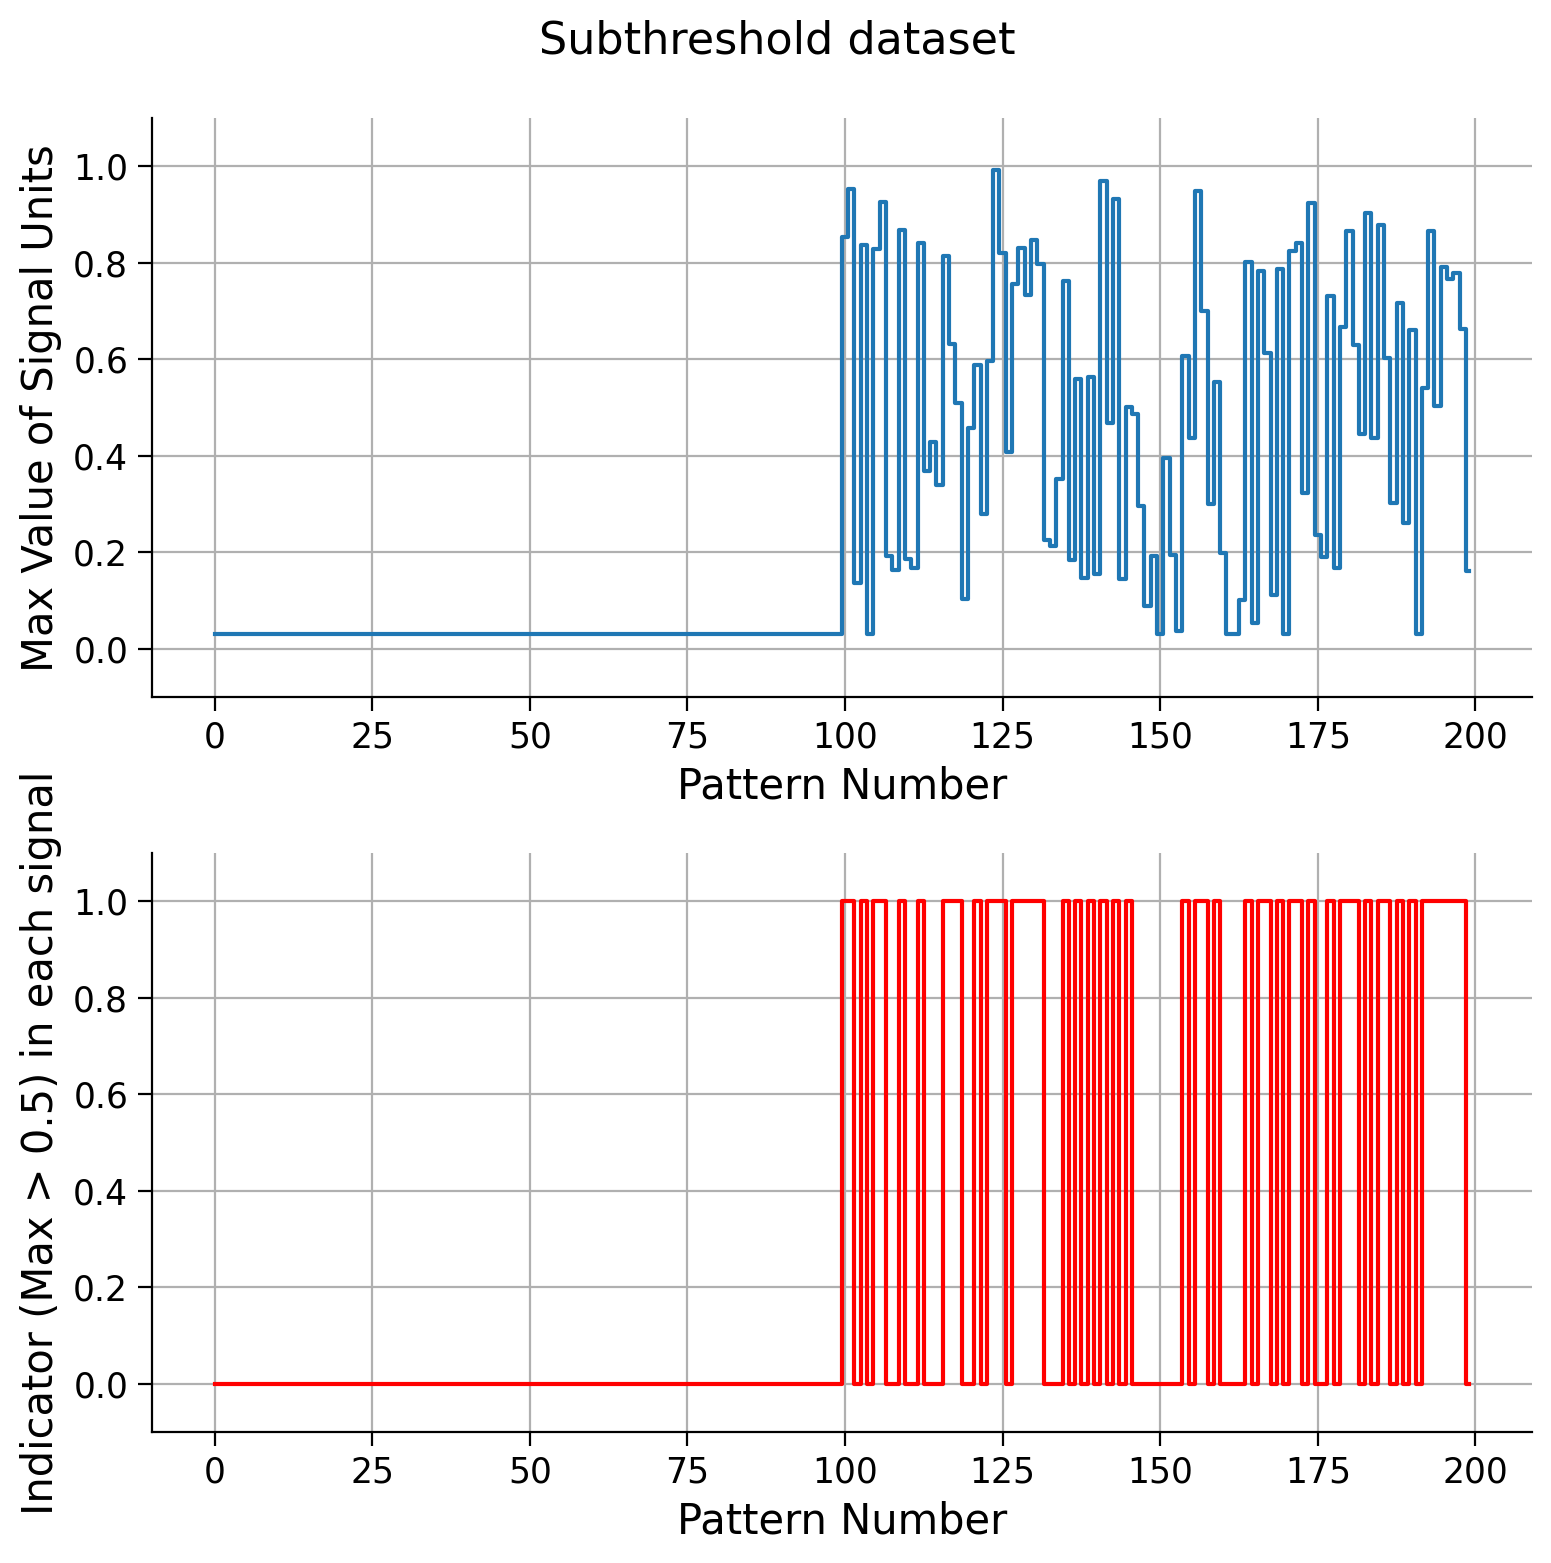 Subthreshold dataset
Max Value of Signal Units
1.0
0.8
0.6
0.4
0.2
0.0
0 25 50 75 100 125 150 175 200
Pattern Number
Indicator (Max > 0.5) in each signal
1.0
0.8
0.6
0.4
0.2
0.0
0 25 50 75 100 125 150 175 200
Pattern Number